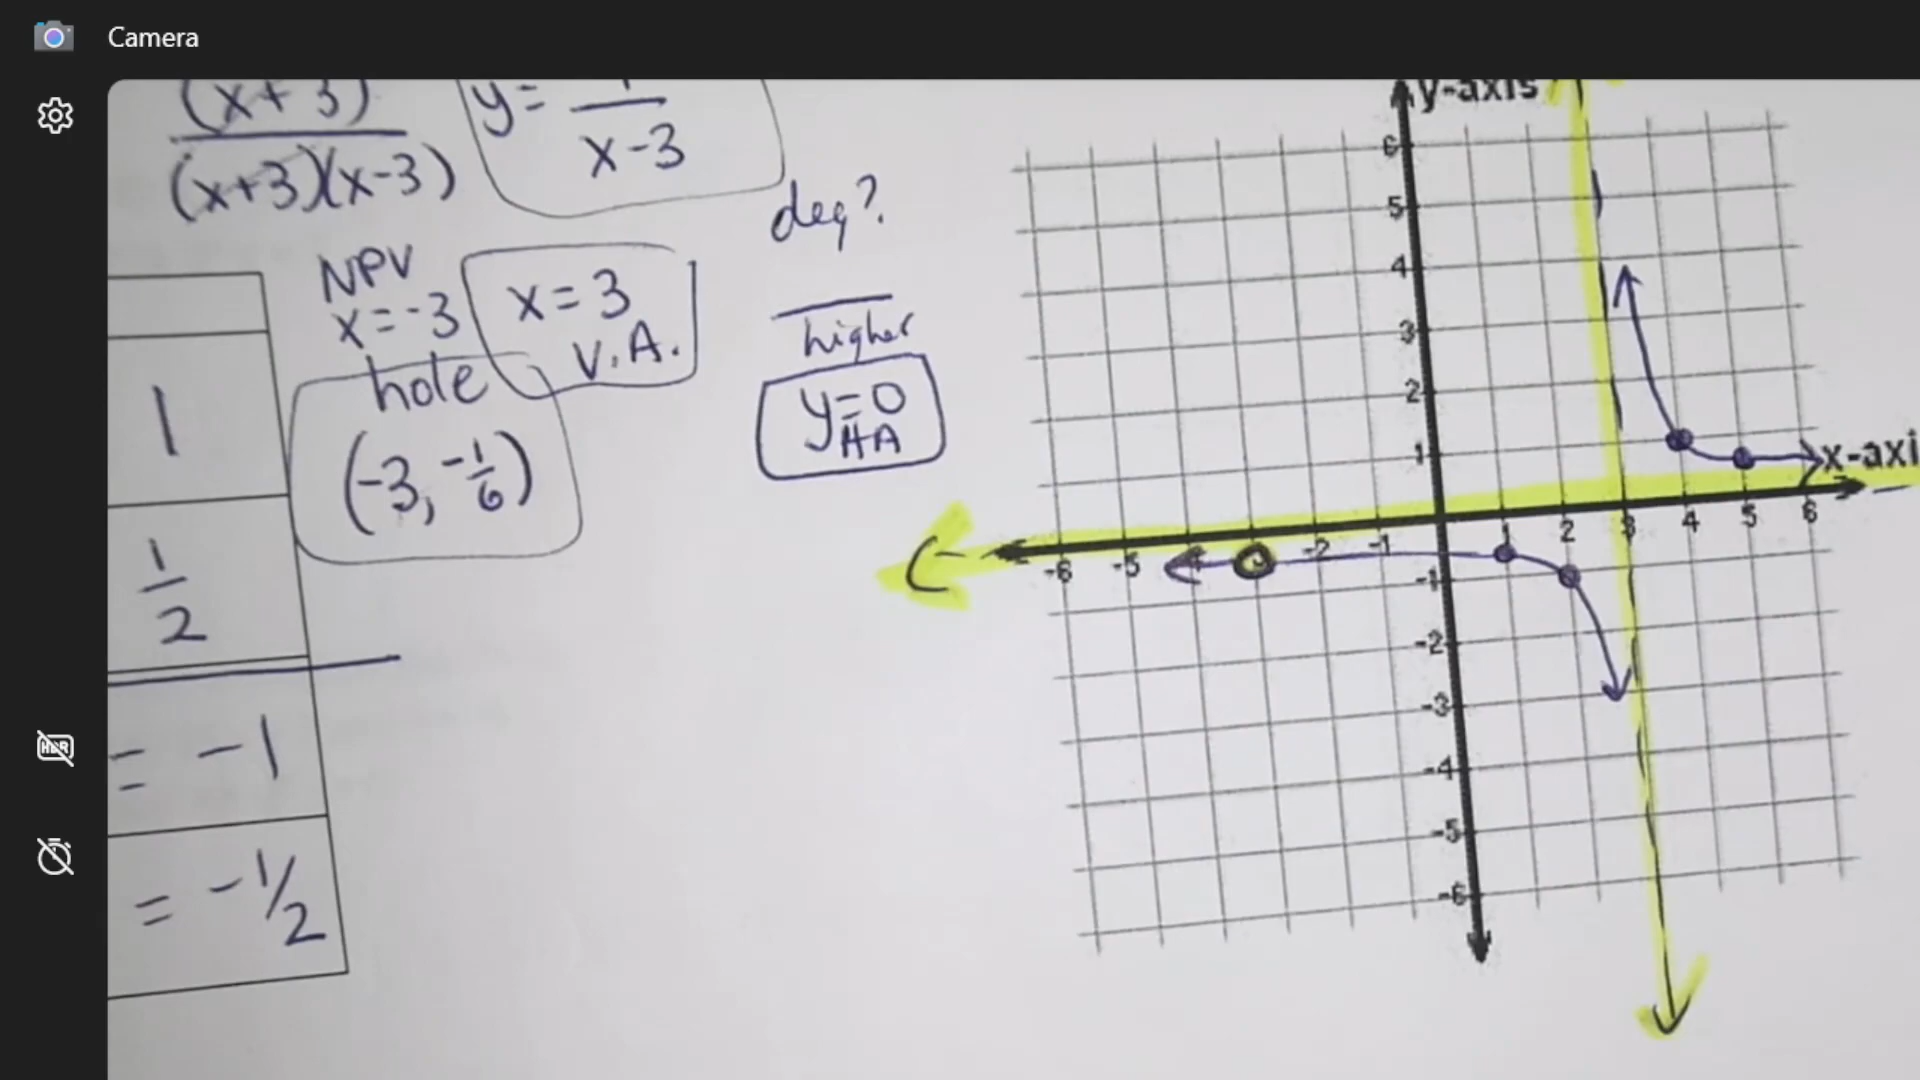 Camera
(x+3)
(x+3)(x-3)
y=
1
x-3
deg?
NPV
x=-3
hole
(-3, -1/6)
x=3
V.A.
higher
y=0
HA
1
1
2
= -1
= -1/2
y-axis
x-axi
6
5
4
3
2
1
-6 -5 -2 -1 1 2 3 4 5 6
-1
-2
-3
-4
-5
-6
HDR